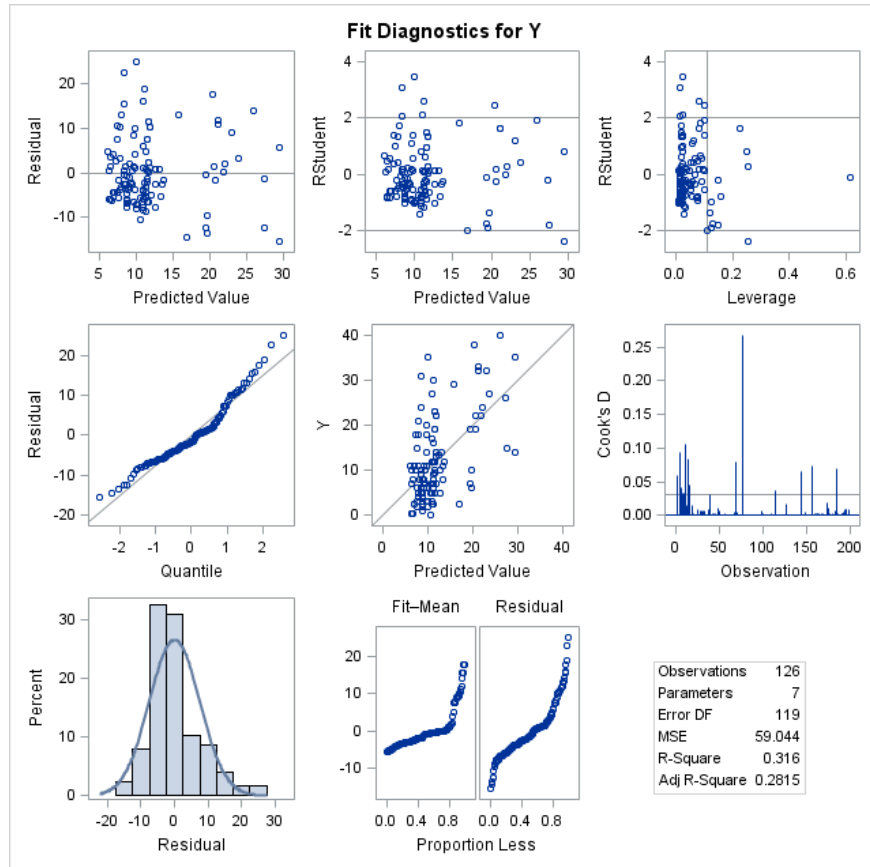 Fit Diagnostics for Y
Residual
20
10
0
-10
5 10 15 20 25 30
Predicted Value
RStudent
4
2
0
-2
5 10 15 20 25 30
Predicted Value
RStudent
4
2
0
-2
0.0 0.2 0.4 0.6
Leverage
Residual
20
10
0
-10
-20
-2 -1 0 1 2
Quantile
Y
40
30
20
10
0
0 10 20 30 40
Predicted Value
Cook's D
0.25
0.20
0.15
0.10
0.05
0.00
0 50 100 150 200
Observation
Percent
30
20
10
0
-20 -10 0 10 20 30
Residual
Fit–Mean Residual
20
10
0
-10
0.0 0.4 0.8 0.0 0.4 0.8
Proportion Less
Observations 126
Parameters 7
Error DF 119
MSE 59.044
R-Square 0.316
Adj R-Square 0.2815